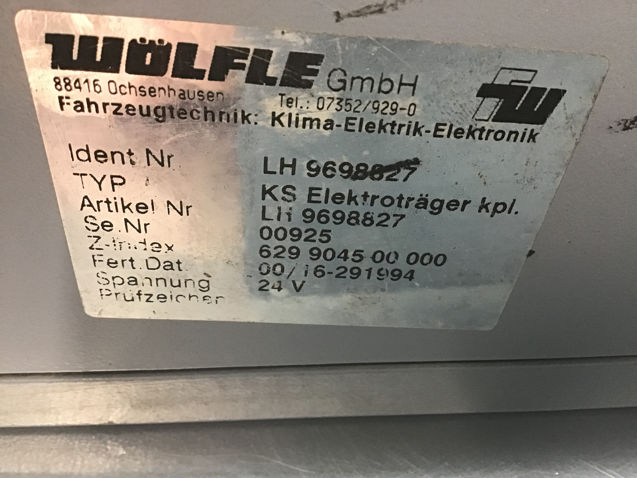 WÖLFLE GmbH
88416 Ochsenhausen Tel.: 07352/929-0
Fahrzeugtechnik: Klima-Elektrik-Elektronik
Ident Nr LH 9698827
TYP KS Elektroträger kpl.
Artikel Nr LH 9698827
Se.Nr 00925
Z-Index 629 9045 00 000
Fert.Dat. 00/16-291994
Spannung 24 V
Prüfzeichen